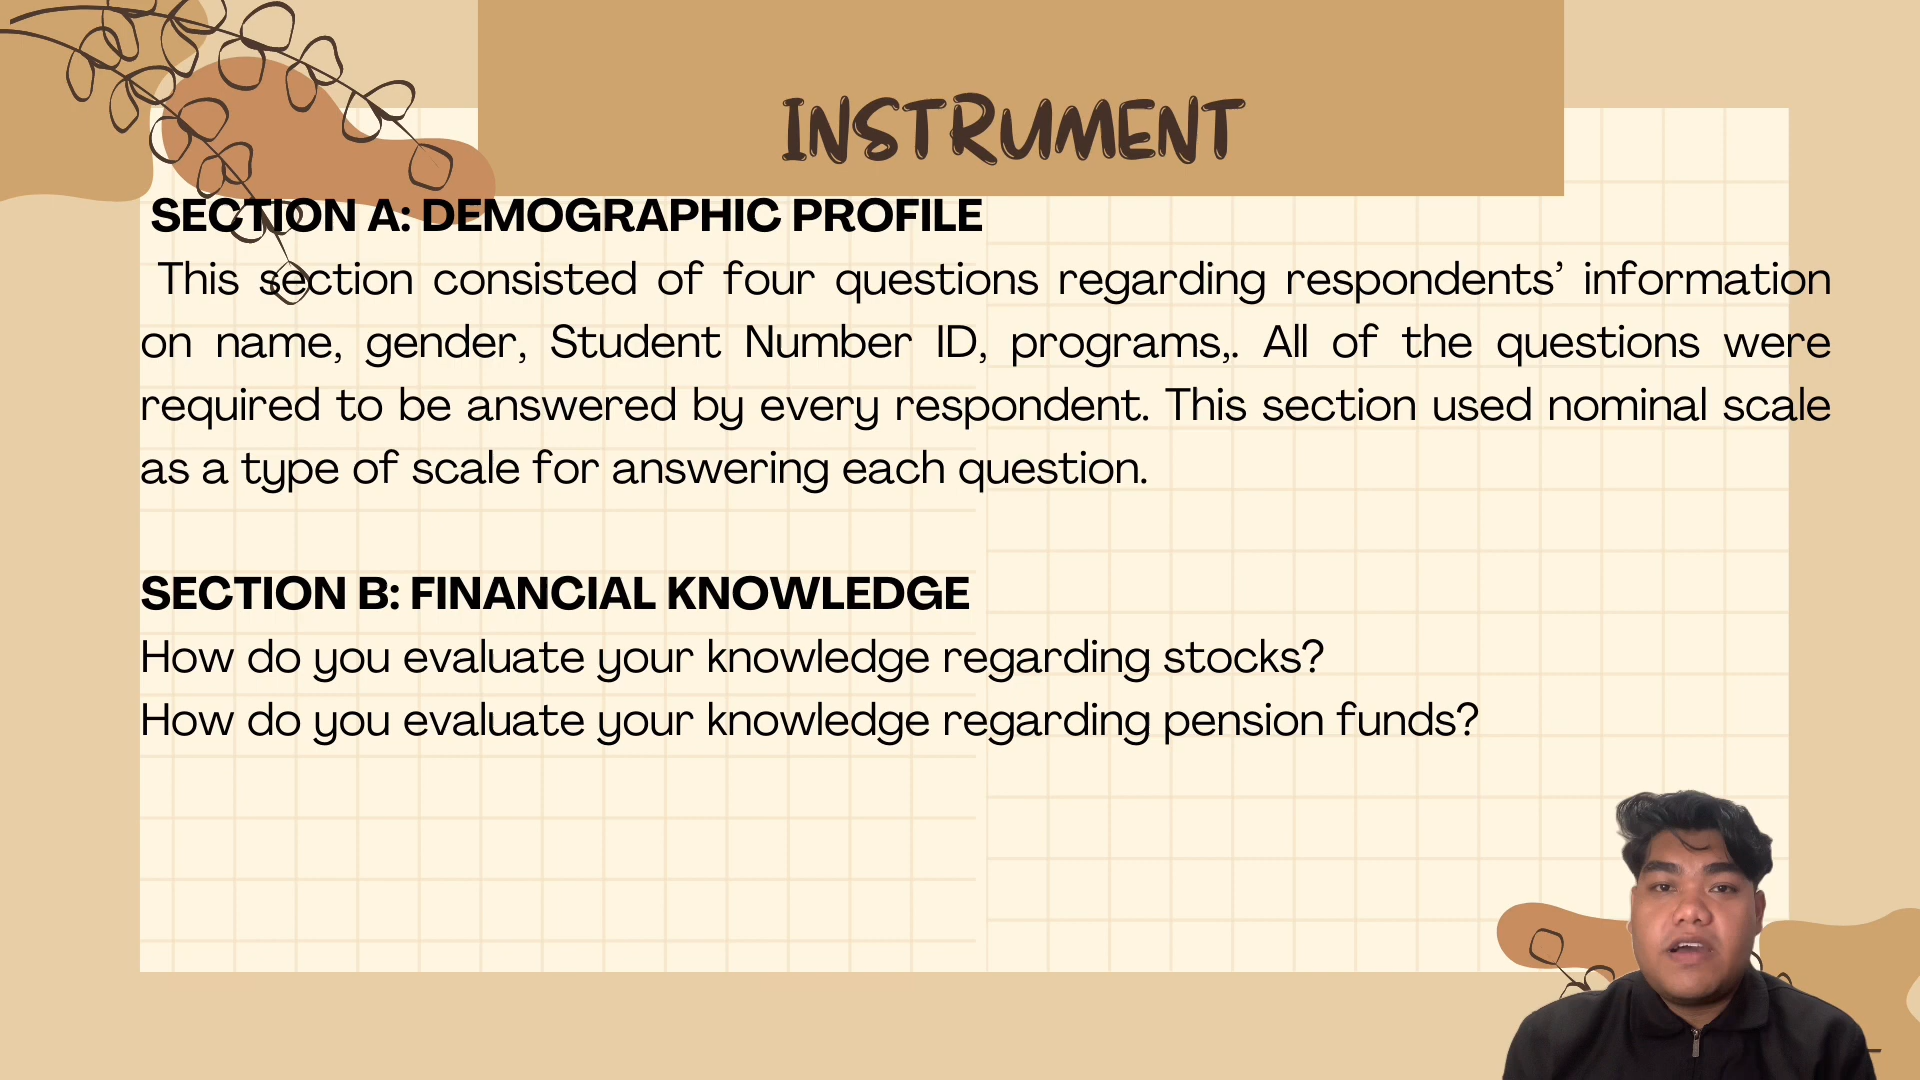 INSTRUMENT
SECTION A: DEMOGRAPHIC PROFILE
This section consisted of four questions regarding respondents’ information
on name, gender, Student Number ID, programs,. All of the questions were
required to be answered by every respondent. This section used nominal scale
as a type of scale for answering each question.
SECTION B: FINANCIAL KNOWLEDGE
How do you evaluate your knowledge regarding stocks?
How do you evaluate your knowledge regarding pension funds?